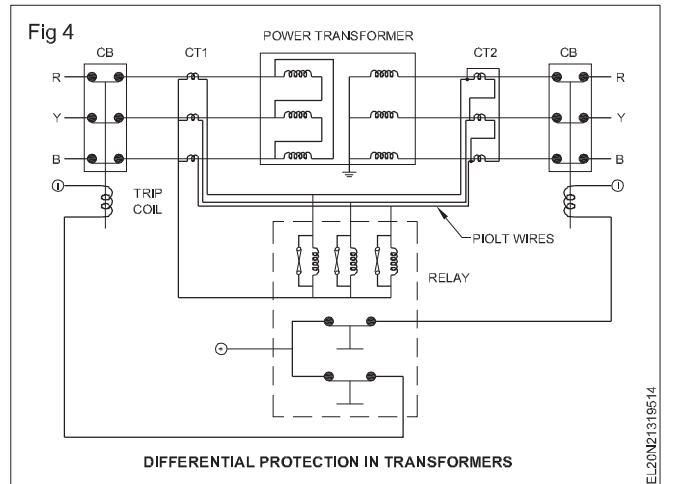 Fig 4
POWER TRANSFORMER
CB
CT1
CT2
CB
R
R
Y
Y
B
B
TRIP
COIL
PIOLT WIRES
RELAY
DIFFERENTIAL PROTECTION IN TRANSFORMERS
EL20N21319514